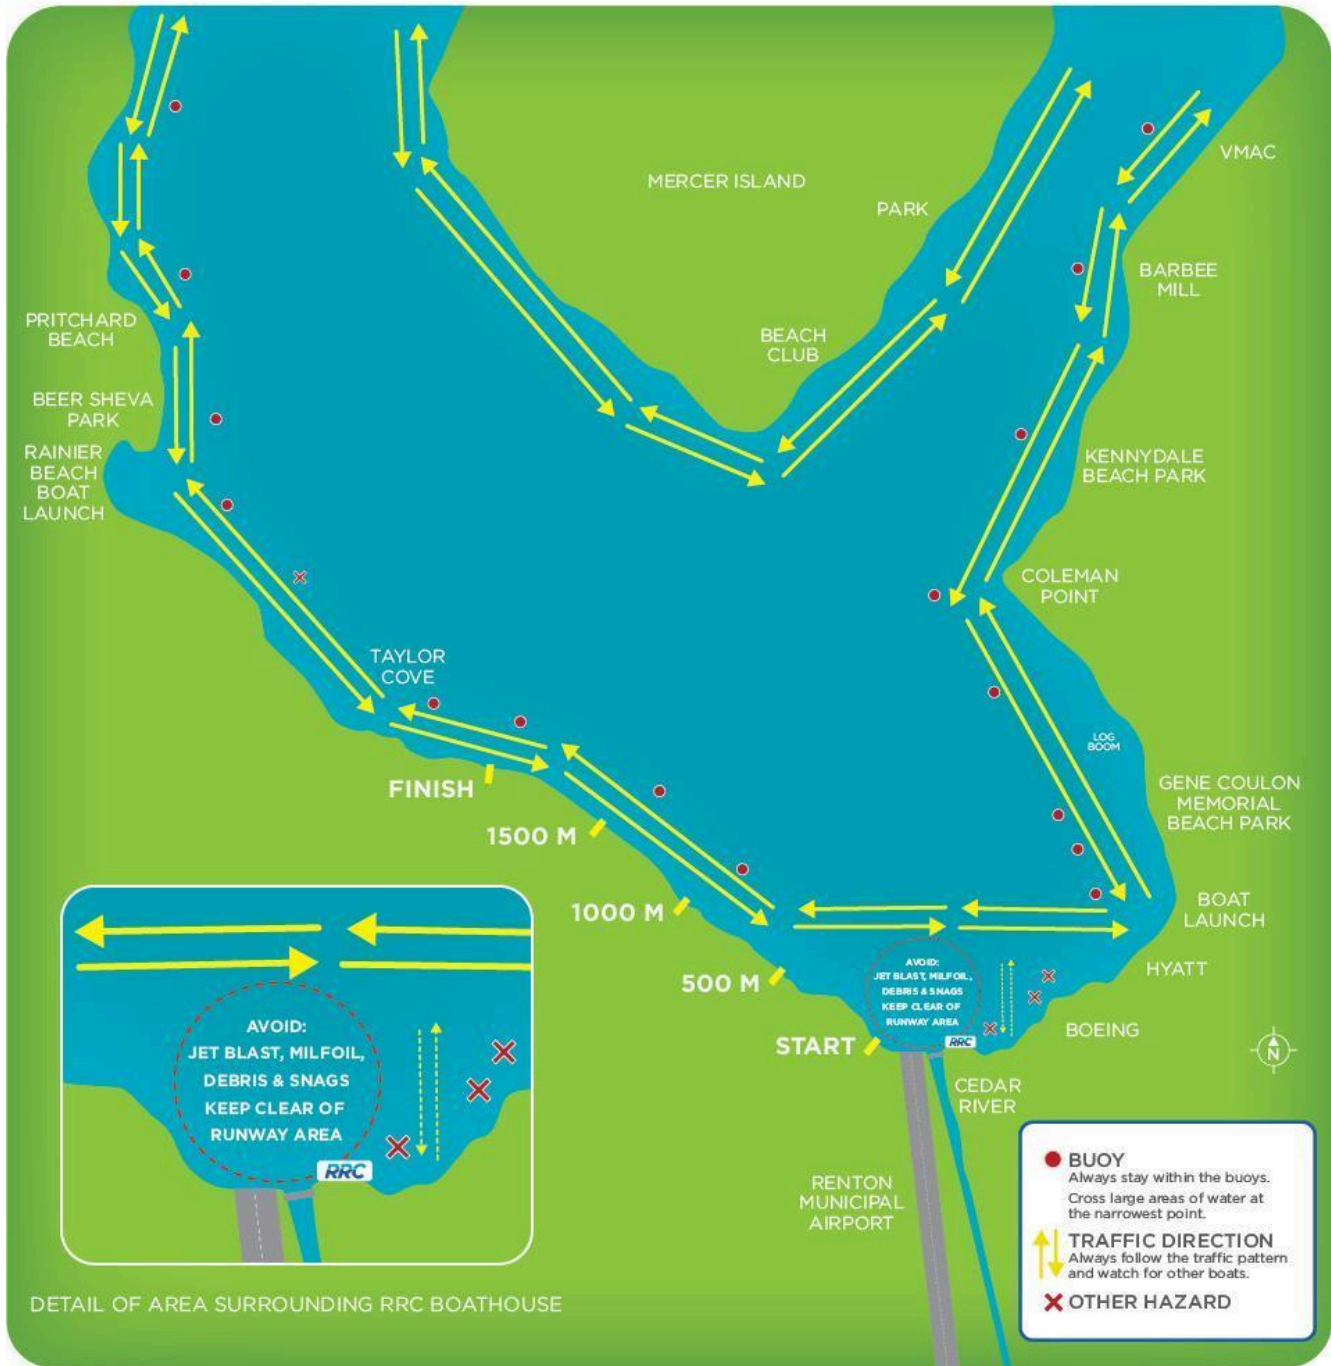 MERCER ISLAND
VMAC
PARK
BARBEE
MILL
PRITCHARD
BEACH
BEACH
CLUB
BEER SHEVA
PARK
RAINIER
BEACH
BOAT
LAUNCH
KENNYDALE
BEACH PARK
COLEMAN
POINT
TAYLOR
COVE
LOG
BOOM
FINISH
GENE COULON
MEMORIAL
BEACH PARK
1500 M
1000 M
BOAT
LAUNCH
500 M
AVOID:
JET BLAST, MILFOIL,
DEBRIS & SNAGS
KEEP CLEAR OF
RUNWAY AREA
HYATT
START
RRC
BOEING
N
CEDAR
RIVER
RENTON
MUNICIPAL
AIRPORT
AVOID:
JET BLAST, MILFOIL,
DEBRIS & SNAGS
KEEP CLEAR OF
RUNWAY AREA
RRC
DETAIL OF AREA SURROUNDING RRC BOATHOUSE
BUOY
Always stay within the buoys.
Cross large areas of water at
the narrowest point.
TRAFFIC DIRECTION
Always follow the traffic pattern
and watch for other boats.
OTHER HAZARD